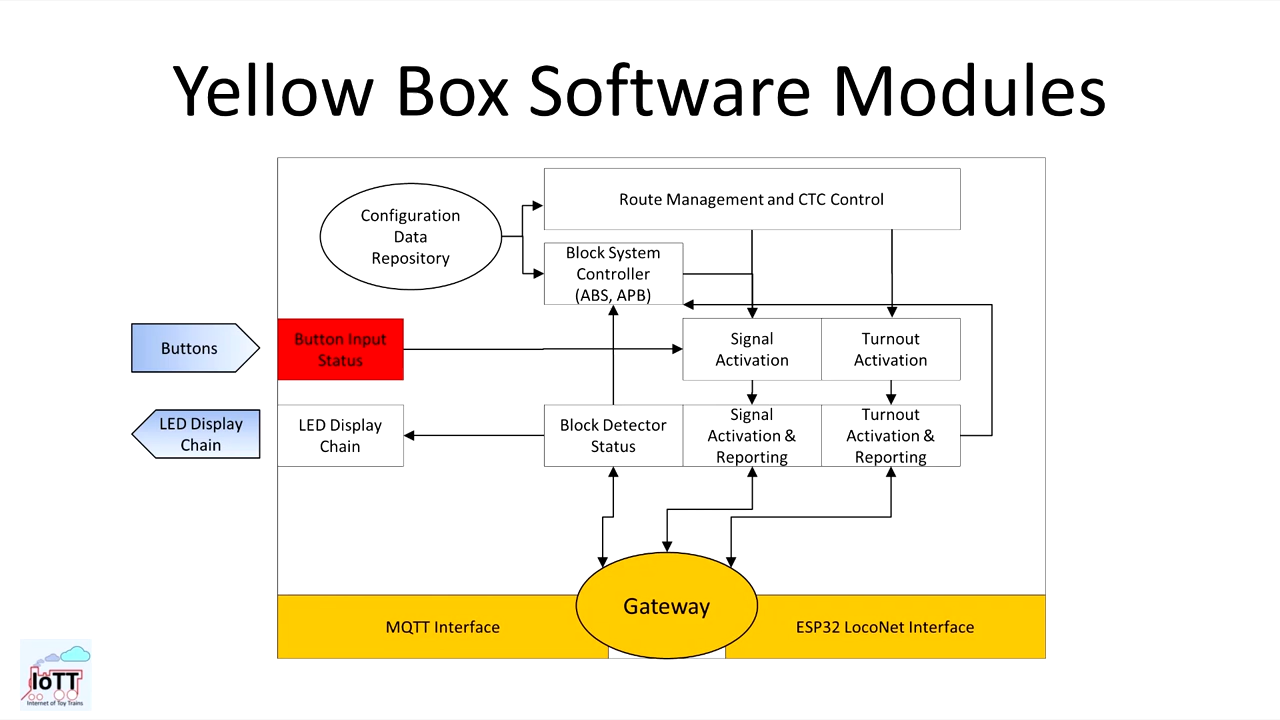 Yellow Box Software Modules
Route Management and CTC Control
Configuration
Data
Repository
Block System
Controller
(ABS, APB)
Buttons
Button Input
Status
Signal
Activation
Turnout
Activation
LED Display
Chain
LED Display
Chain
Block Detector
Status
Signal
Activation &
Reporting
Turnout
Activation &
Reporting
Gateway
MQTT Interface
ESP32 LocoNet Interface
IoTT
Internet of Toy Trains